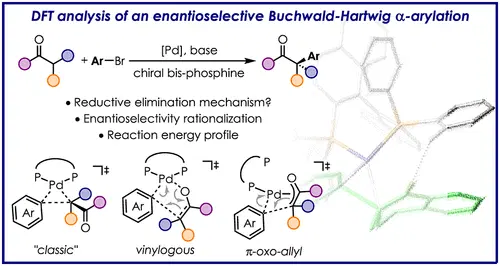 DFT analysis of an enantioselective Buchwald-Hartwig α-arylation
O + Ar—Br [Pd], base O Ar
chiral bis-phosphine
• Reductive elimination mechanism?
• Enantioselectivity rationalization
• Reaction energy profile
P P ‡ P P ‡ P ‡
Pd Pd O P Pd O
Ar O Ar Ar
"classic" vinylogous π-oxo-allyl